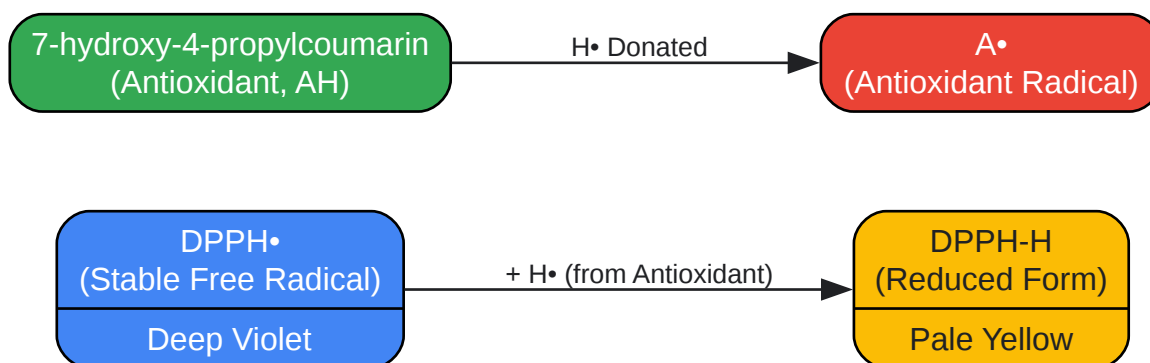 7-hydroxy-4-propylcoumarin
(Antioxidant, AH)
H• Donated
A•
(Antioxidant Radical)
DPPH•
(Stable Free Radical)
Deep Violet
+ H• (from Antioxidant)
DPPH-H
(Reduced Form)
Pale Yellow